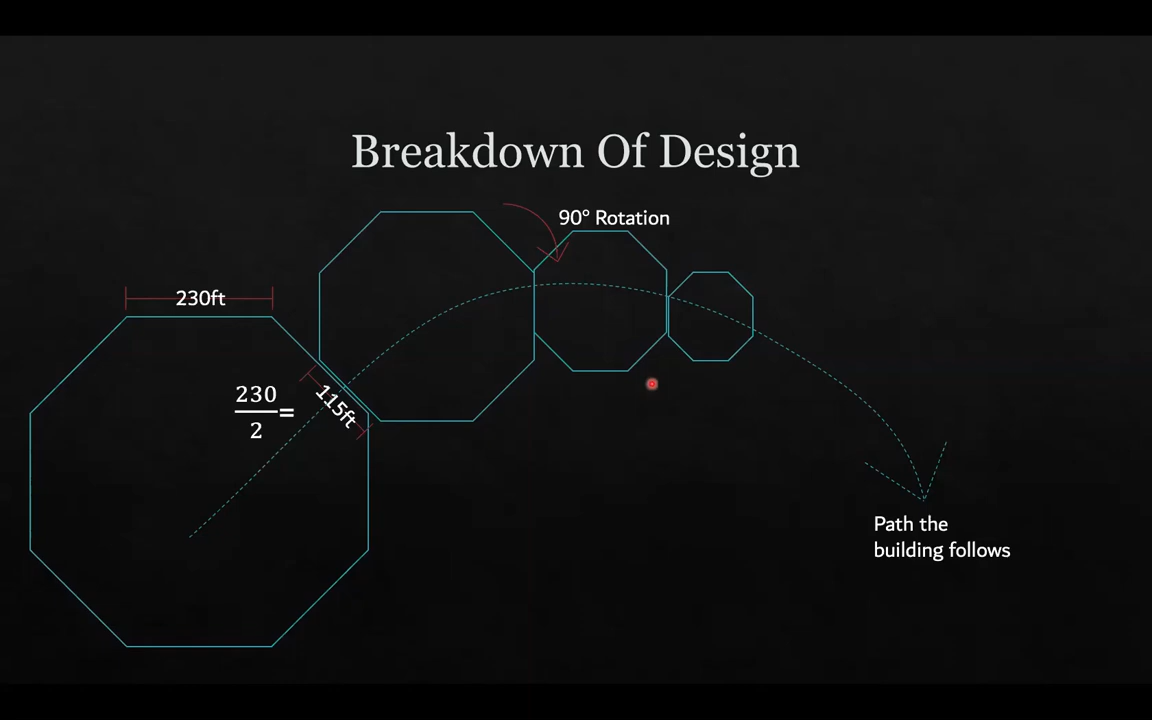 Breakdown Of Design
90° Rotation
230ft
230
2
=
115ft
Path the
building follows